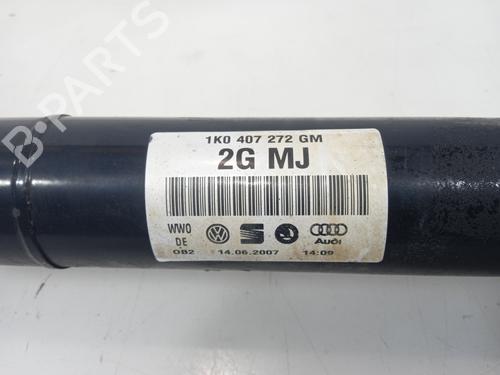 B-PARTS
1K0 407 272 GM
2G MJ
WWO
DE
Audi
OB2 14.06.2007 14:09